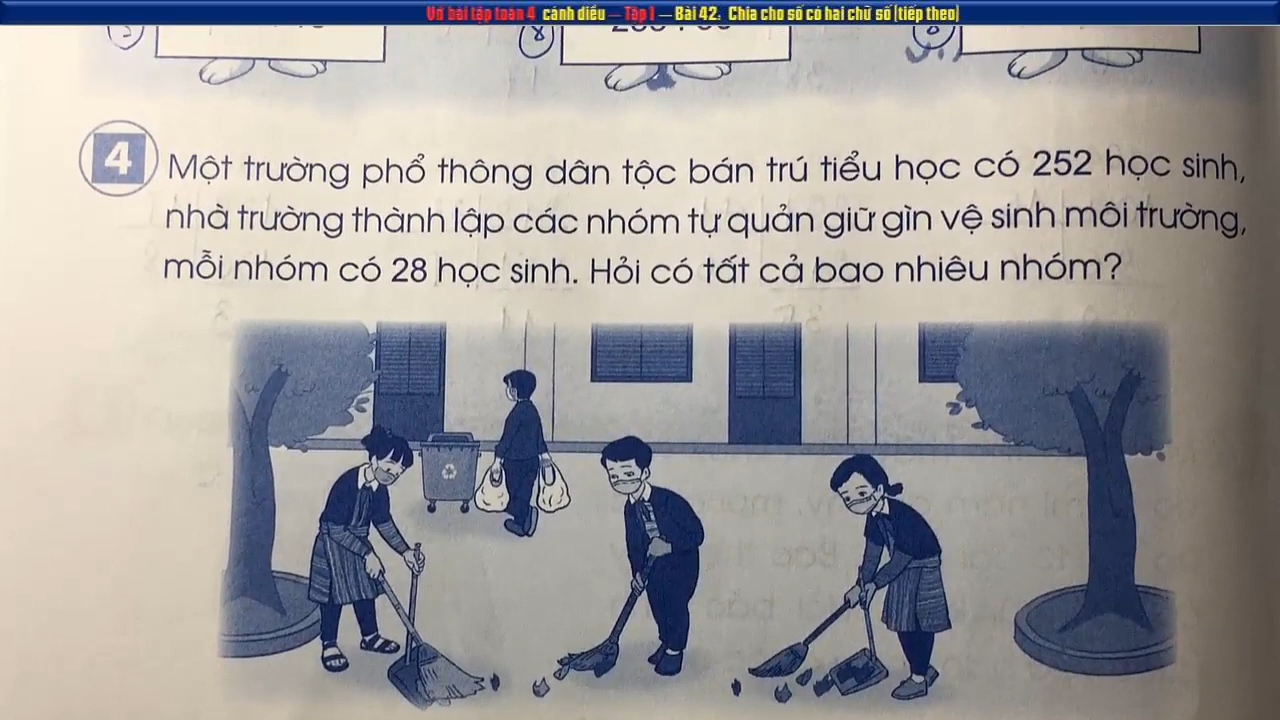 Vở bài tập toán 4 cánh diều – Tập 1 – Bài 42: Chia cho số có hai chữ số (tiếp theo)
4 Một trường phổ thông dân tộc bán trú tiểu học có 252 học sinh,
nhà trường thành lập các nhóm tự quản giữ gìn vệ sinh môi trường,
mỗi nhóm có 28 học sinh. Hỏi có tất cả bao nhiêu nhóm?